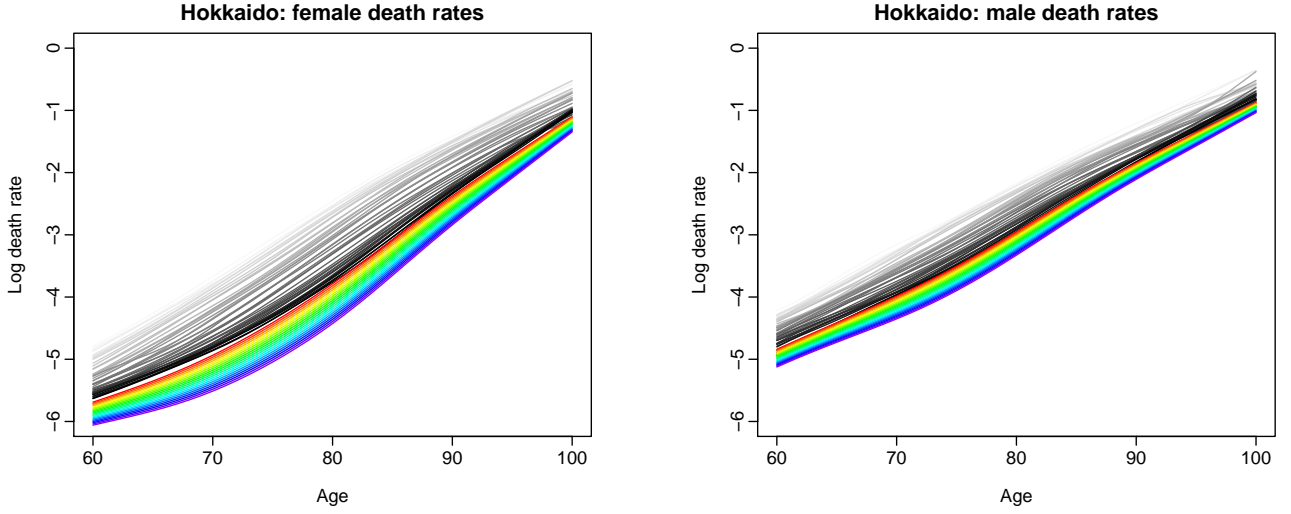 Hokkaido: female death rates
0
−1
−2
−3
−4
−5
−6
Log death rate
60 70 80 90 100
Age
Hokkaido: male death rates
0
−1
−2
−3
−4
−5
−6
Log death rate
60 70 80 90 100
Age